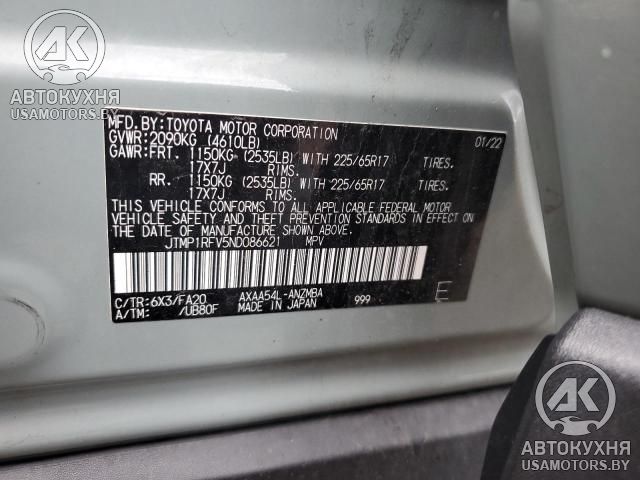 АВТОКУХНЯ
USAMOTORS.BY
MFD.BY:TOYOTA MOTOR CORPORATION 01/22
GVWR:2090KG (4610LB)
GAWR:FRT. 1150KG (2535LB) WITH 225/65R17 TIRES.
17X7J RIMS.
RR. 1150KG (2535LB) WITH 225/65R17 TIRES.
17X7J RIMS.
THIS VEHICLE CONFORMS TO ALL APPLICABLE FEDERAL MOTOR
VEHICLE SAFETY AND THEFT PREVENTION STANDARDS IN EFFECT ON
THE DATE OF MANUFACTURE SHOWN ABOVE.
JTMP1RFV5ND086621 MPV
C/TR:6X3/FA20 AXAA54L-ANZMBA 999 E
A/TM: /UB80F MADE IN JAPAN
АВТОКУХНЯ
USAMOTORS.BY